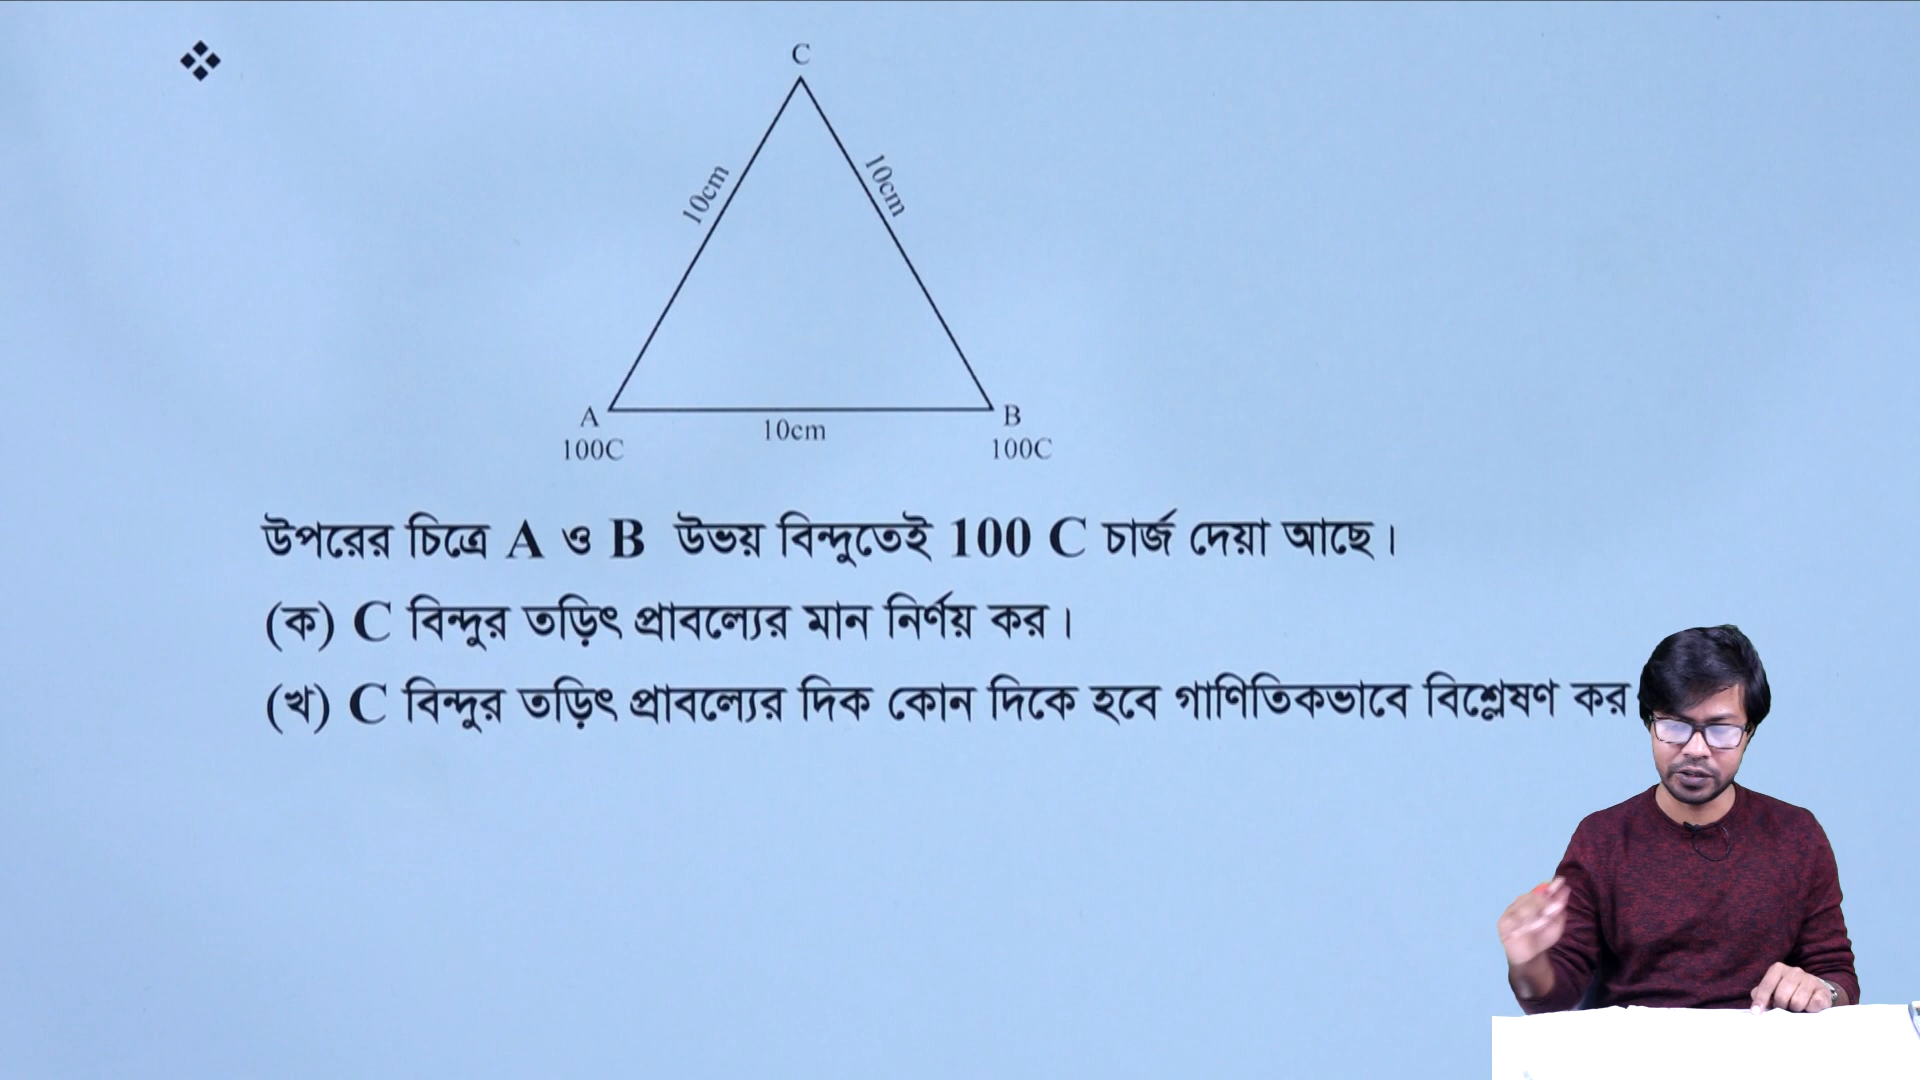 C
10cm
10cm
A
B
10cm
100C
100C
উপরের চিত্রে A ও B উভয় বিন্দুতেই 100 C চার্জ দেয়া আছে।
(ক) C বিন্দুর তড়িৎ প্রাবল্যের মান নির্ণয় কর।
(খ) C বিন্দুর তড়িৎ প্রাবল্যের দিক কোন দিকে হবে গাণিতিকভাবে বিশ্লেষণ কর